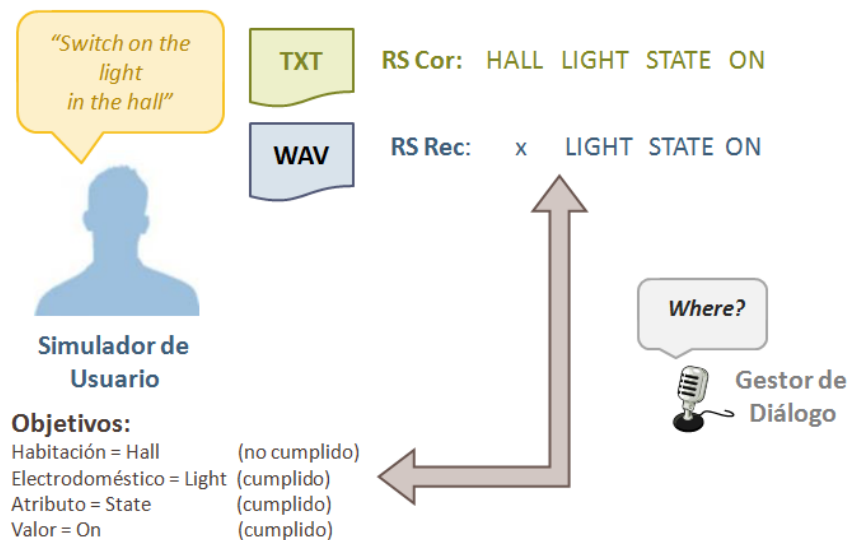 “Switch on the
light
in the hall”
TXT
RS Cor: HALL LIGHT STATE ON
WAV
RS Rec: x LIGHT STATE ON
Where?
Gestor de
Diálogo
Simulador de
Usuario
Objetivos:
Habitación = Hall (no cumplido)
Electrodoméstico = Light (cumplido)
Atributo = State (cumplido)
Valor = On (cumplido)